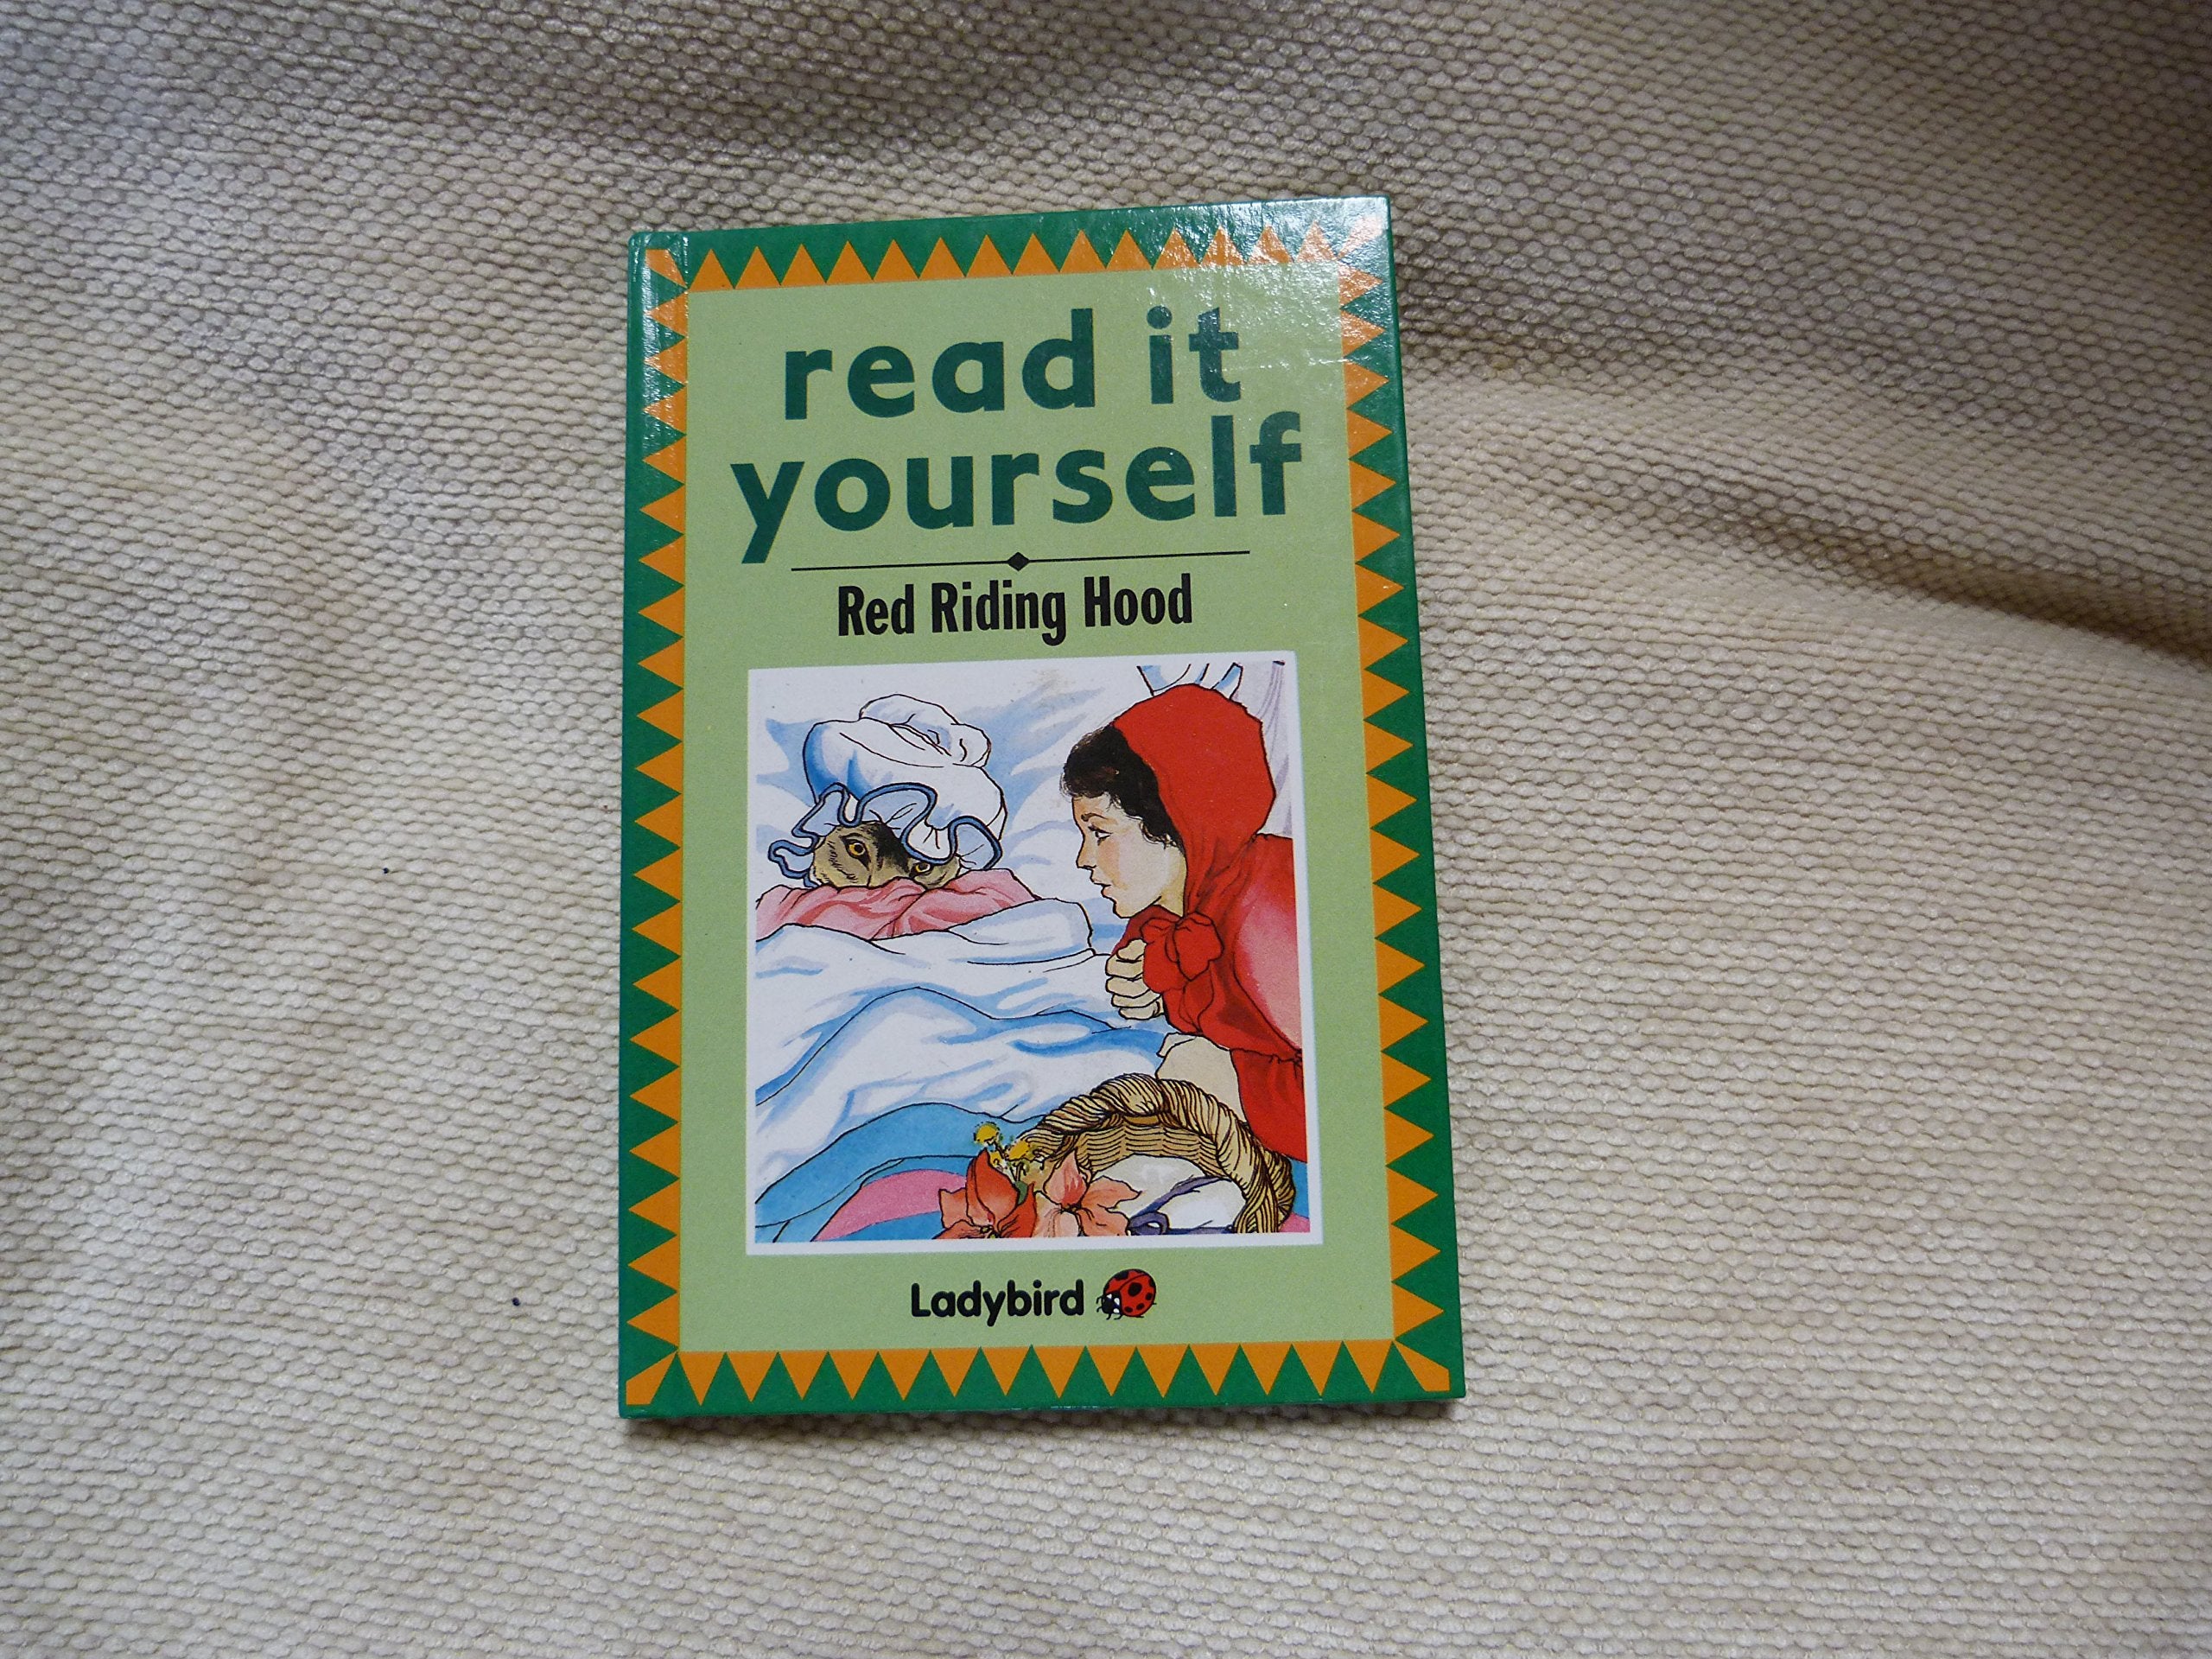 read it
yourself
Red Riding Hood
Ladybird